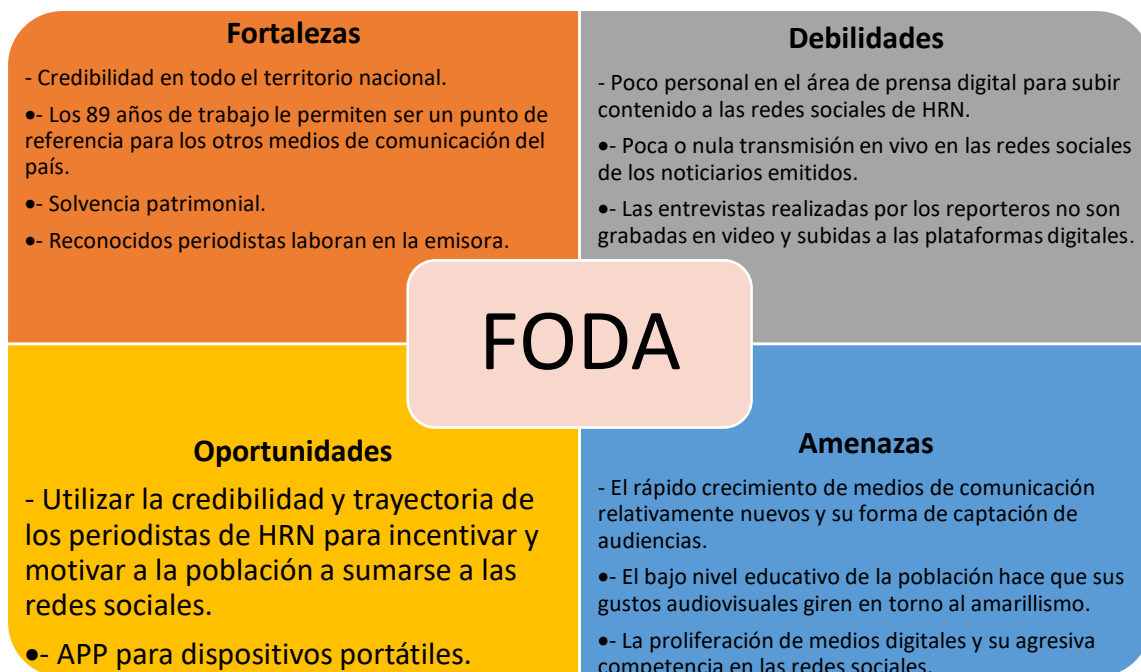 Fortalezas
- Credibilidad en todo el territorio nacional.
•- Los 89 años de trabajo le permiten ser un punto de
referencia para los otros medios de comunicación del
país.
•- Solvencia patrimonial.
•- Reconocidos periodistas laboran en la emisora.
Debilidades
- Poco personal en el área de prensa digital para subir
contenido a las redes sociales de HRN.
•- Poca o nula transmisión en vivo en las redes sociales
de los noticiarios emitidos.
•- Las entrevistas realizadas por los reporteros no son
grabadas en video y subidas a las plataformas digitales.
FODA
Oportunidades
- Utilizar la credibilidad y trayectoria de
los periodistas de HRN para incentivar y
motivar a la población a sumarse a las
redes sociales.
•- APP para dispositivos portátiles.
Amenazas
- El rápido crecimiento de medios de comunicación
relativamente nuevos y su forma de captación de
audiencias.
•- El bajo nivel educativo de la población hace que sus
gustos audiovisuales giren en torno al amarillismo.
•- La proliferación de medios digitales y su agresiva
competencia en las redes sociales.